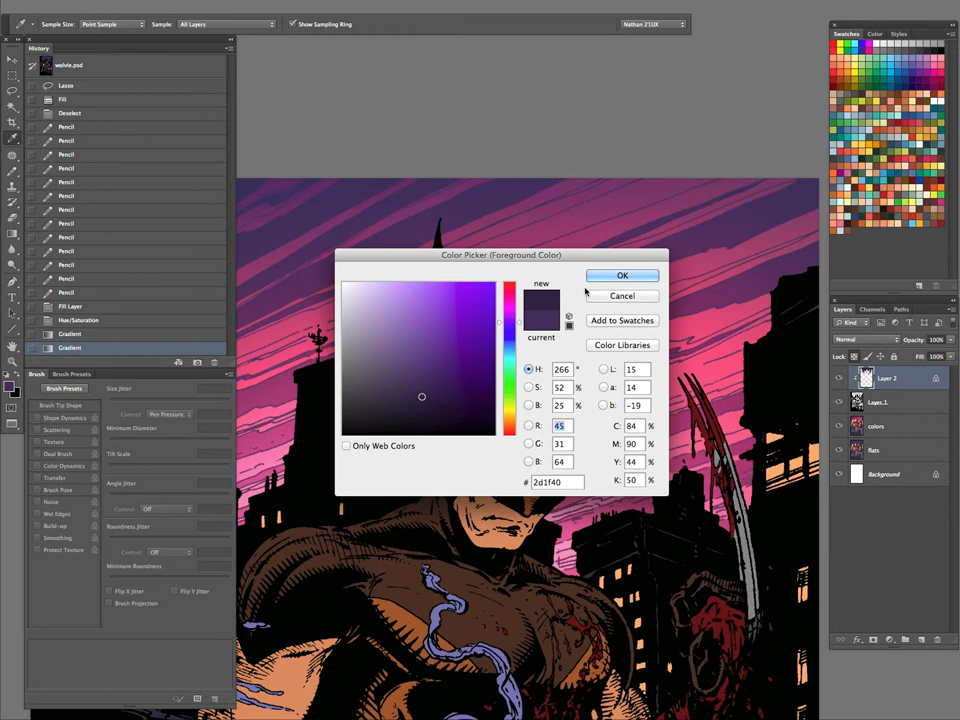 Sample Size: Point Sample Sample: All Layers Show Sampling Ring Nathan 21UX
History
wolvie.psd
Lasso
Fill
Deselect
Pencil
Pencil
Pencil
Pencil
Pencil
Pencil
Pencil
Pencil
Pencil
Pencil
Pencil
Pencil
Pencil
Fill Layer
Hue/Saturation
Gradient
Gradient
Brush Brush Presets
Brush Presets
Brush Tip Shape
Shape Dynamics
Scattering
Texture
Dual Brush
Color Dynamics
Transfer
Brush Pose
Noise
Wet Edges
Build-up
Smoothing
Protect Texture
Size Jitter
Control: Pen Pressure
Minimum Diameter
Tilt Scale
Angle Jitter
Control: Off
Roundness Jitter
Control: Off
Minimum Roundness
Flip X Jitter Flip Y Jitter
Brush Projection
Color Picker (Foreground Color)
new
current
OK
Cancel
Add to Swatches
Color Libraries
H: 266 °
S: 52 %
B: 25 %
R: 45
G: 31
B: 64
# 2d1f40
L: 15
a: 14
b: -19
C: 84 %
M: 90 %
Y: 44 %
K: 50 %
Only Web Colors
Swatches Color Styles
Layers Channels Paths
Kind
Normal Opacity: 100%
Lock: Fill: 100%
Layer 2
Layer 1
colors
flats
Background